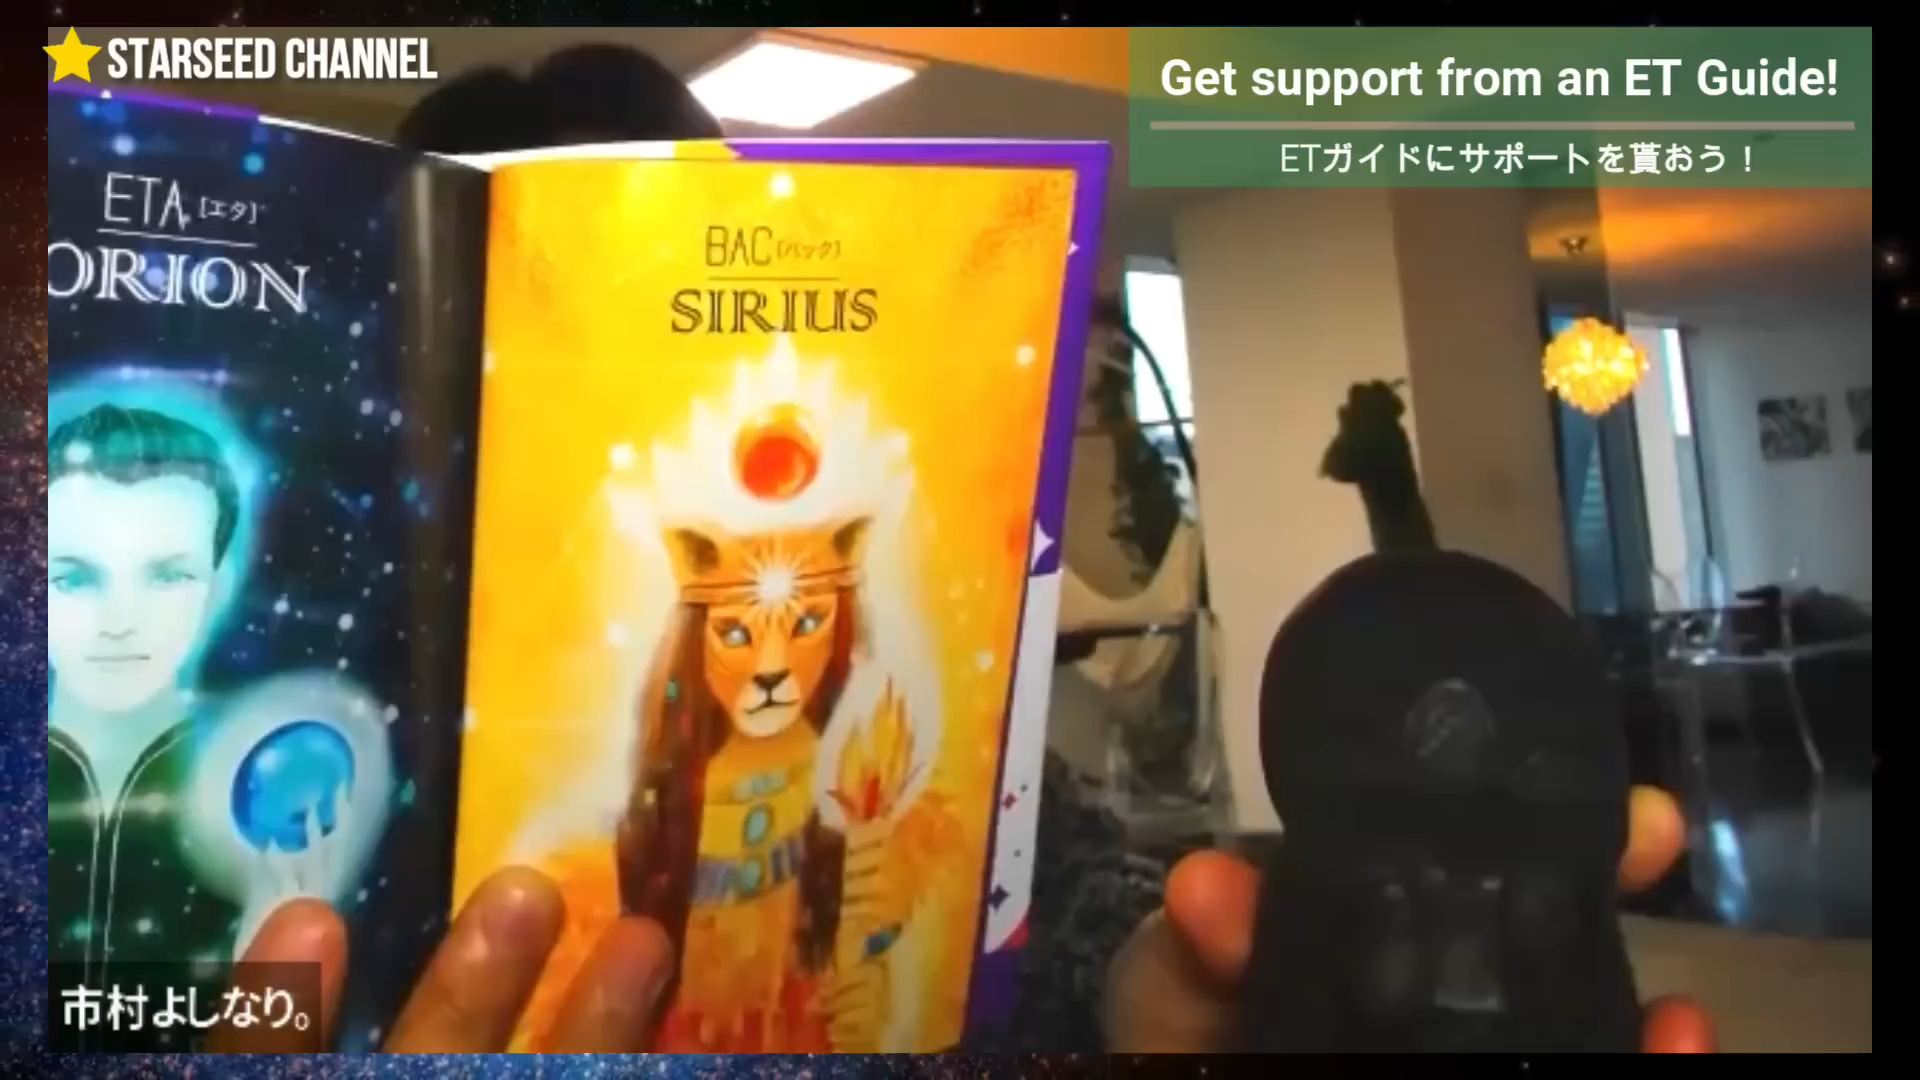 STARSEED CHANNEL
Get support from an ET Guide!
ETガイドにサポートを貰おう！
ETA [エタ]
ORION
BAC [バック]
SIRIUS
市村よしなり。